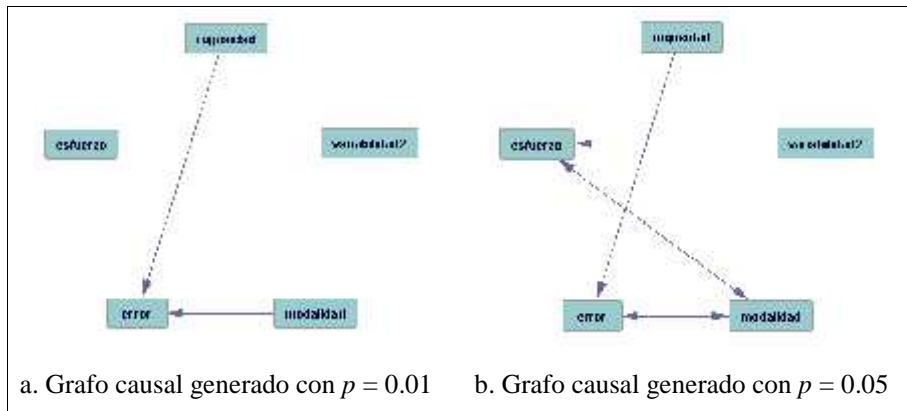 esfuerzo
error
modalidad
esfuerzo
error
modalidad
a. Grafo causal generado con p = 0.01
b. Grafo causal generado con p = 0.05